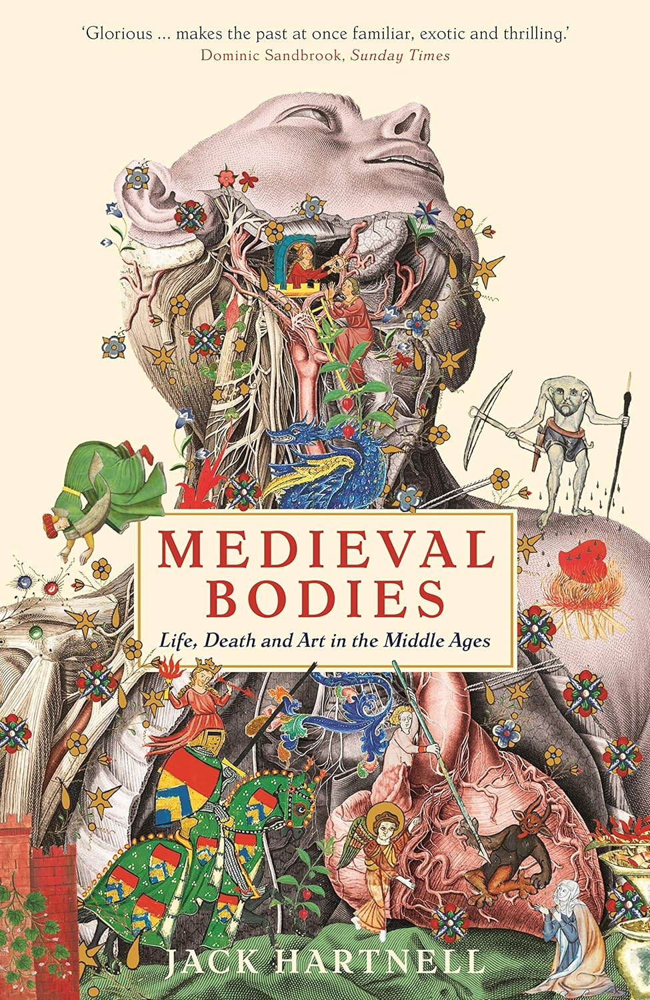 ‘Glorious ... makes the past at once familiar, exotic and thrilling.’
Dominic Sandbrook, Sunday Times
MEDIEVAL
BODIES
Life, Death and Art in the Middle Ages
JACK HARTNELL